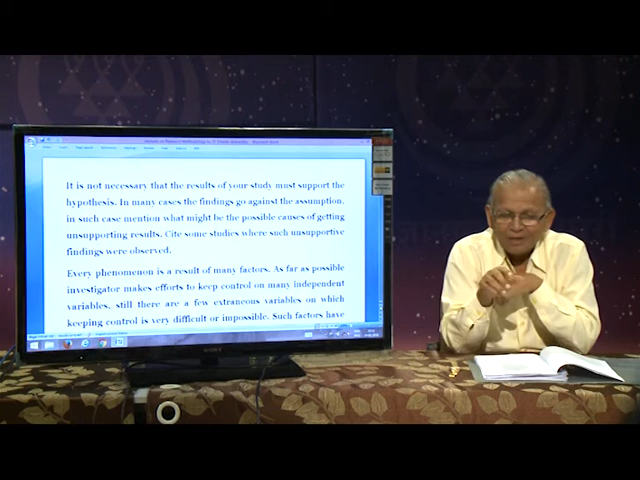 It is not necessary that the results of your study must support the
hypothesis. In many cases the findings go against the assumption,
in such case mention what might be the possible causes of getting
unsupporting results. Cite some studies where such unsupportive
findings were observed.
Every phenomenon is a result of many factors. As far as possible
investigator makes efforts to keep control on many independent
variables, still there are a few extraneous variables on which
keeping control is very difficult or impossible. Such factors have
SONY